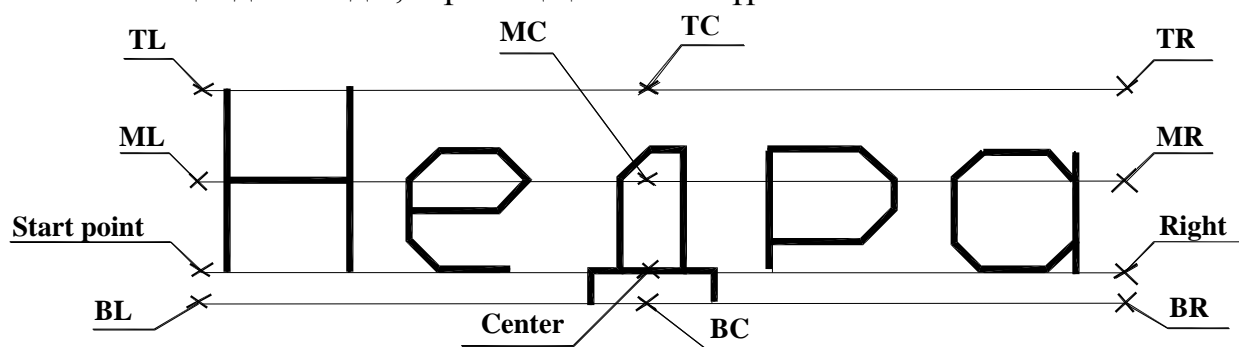 MC TC
TL TR
ML MR
Недра
Start point Right
BL Center BC BR